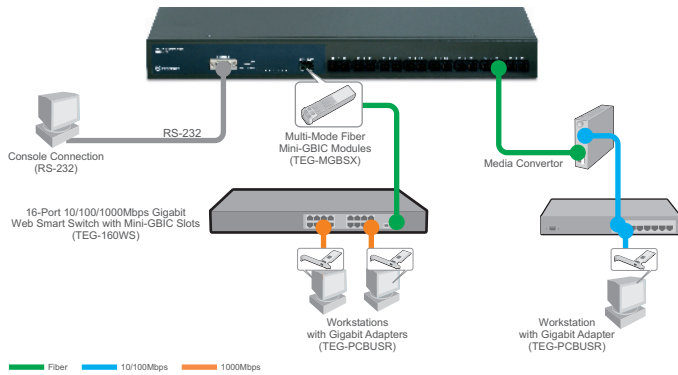 RS-232
Console Connection
(RS-232)
Multi-Mode Fiber
Mini-GBIC Modules
(TEG-MGBSX)
Media Convertor
16-Port 10/100/1000Mbps Gigabit
Web Smart Switch with Mini-GBIC Slots
(TEG-160WS)
Workstations
with Gigabit Adapters
(TEG-PCBUSR)
Workstation
with Gigabit Adapter
(TEG-PCBUSR)
Fiber
10/100Mbps
1000Mbps